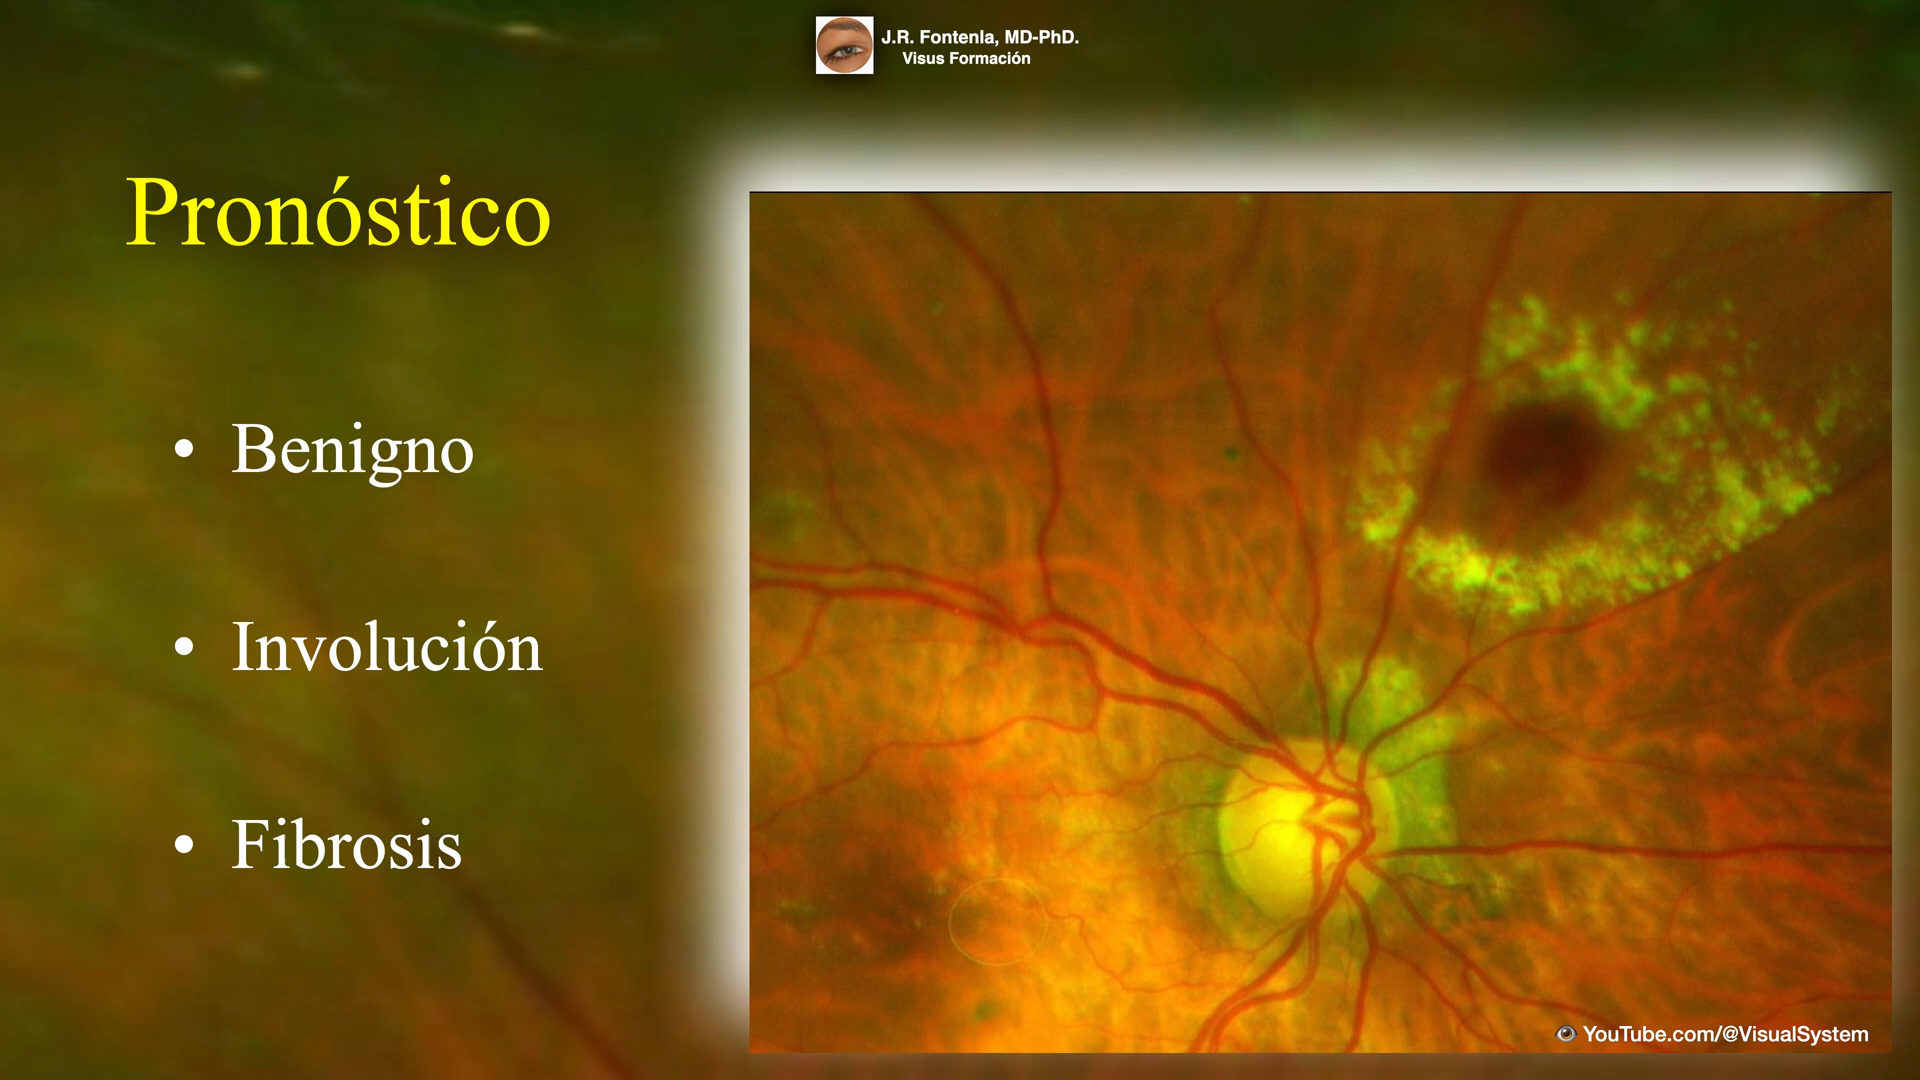 J.R. Fontenla, MD-PhD.
Visus Formación
Pronóstico
• Benigno
• Involución
• Fibrosis
YouTube.com/@VisualSystem